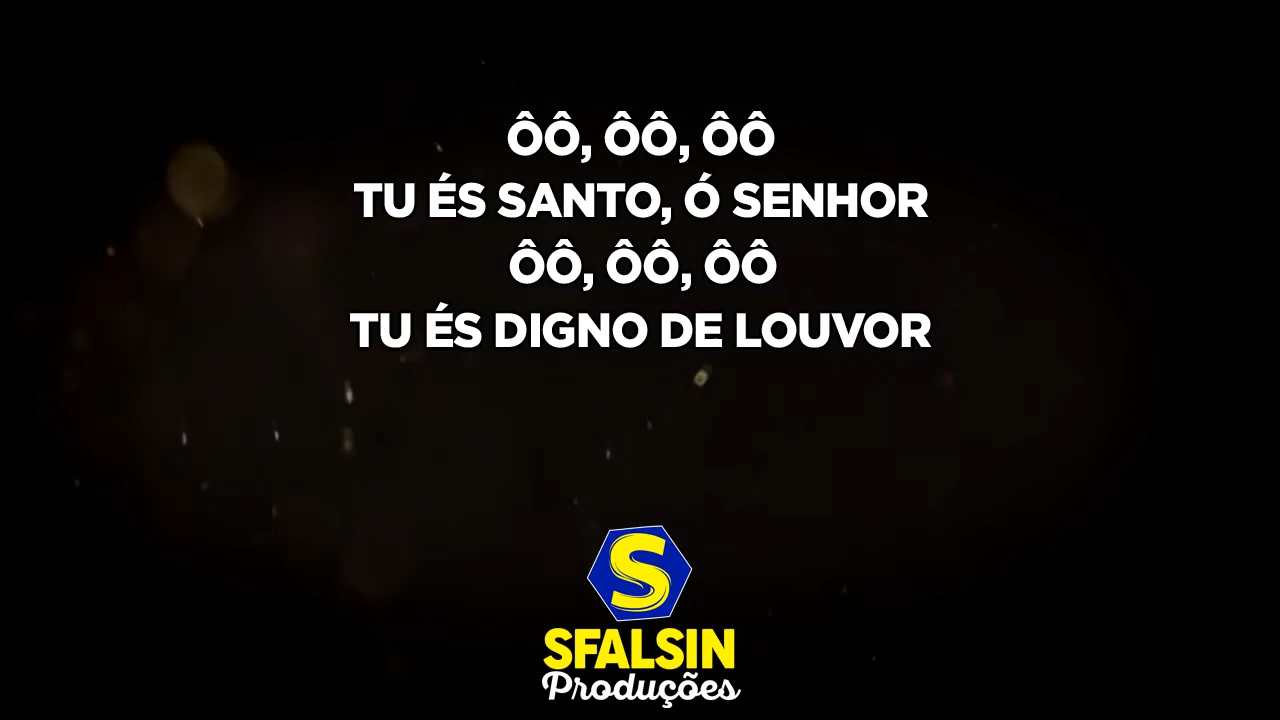 ÔÔ, ÔÔ, ÔÔ
TU ÉS SANTO, Ó SENHOR
ÔÔ, ÔÔ, ÔÔ
TU ÉS DIGNO DE LOUVOR
S
SFALSIN
Produções